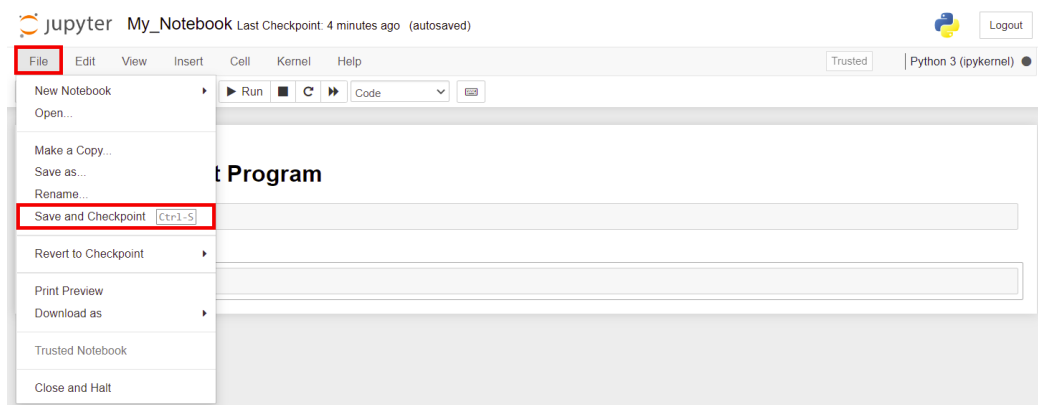 jupyter My_Notebook Last Checkpoint: 4 minutes ago (autosaved) Logout
File Edit View Insert Cell Kernel Help Trusted Python 3 (ipykernel)
New Notebook Run Code
Open...
Make a Copy...
Save as... t Program
Rename...
Save and Checkpoint Ctrl-S
Revert to Checkpoint
Print Preview
Download as
Trusted Notebook
Close and Halt